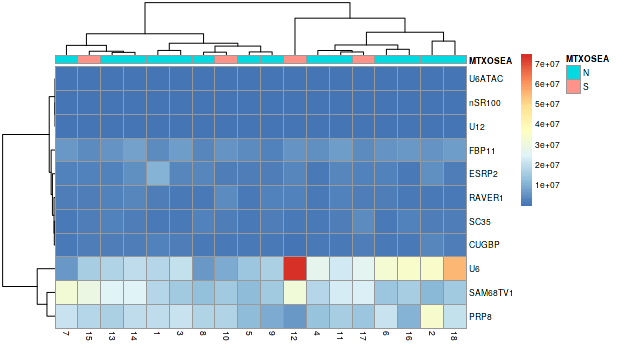 MTXOSEA
U6ATAC
nSR100
U12
FBP11
ESRP2
RAVER1
SC35
CUGBP
U6
SAM68TV1
PRP8
7 15 13 14 1 3 8 10 5 9 12 4 11 17 6 16 2 18
7e+07
6e+07
5e+07
4e+07
3e+07
2e+07
1e+07
MTXOSEA
N
S